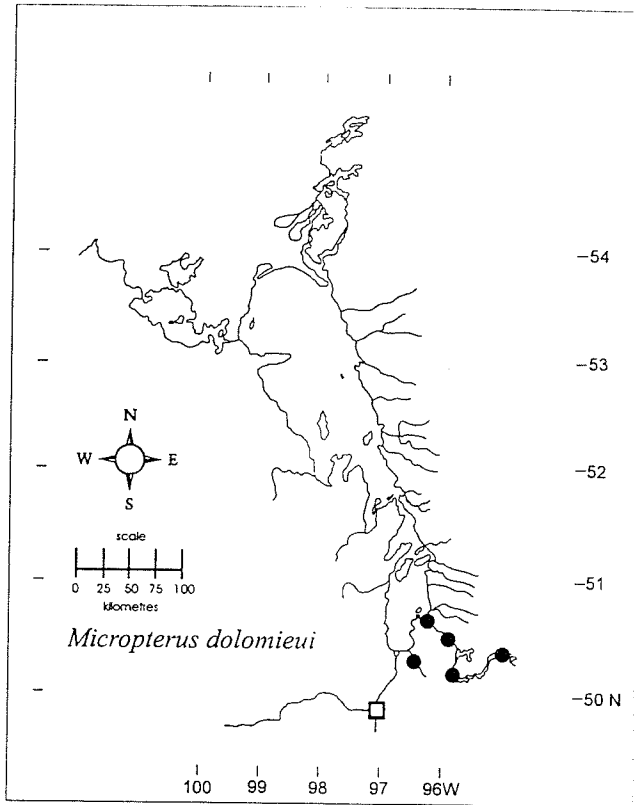 –54
–53
N
W E
S
–52
scale
0 25 50 75 100
kilometres
–51
Micropterus dolomieui
–50 N
100 99 98 97 96W